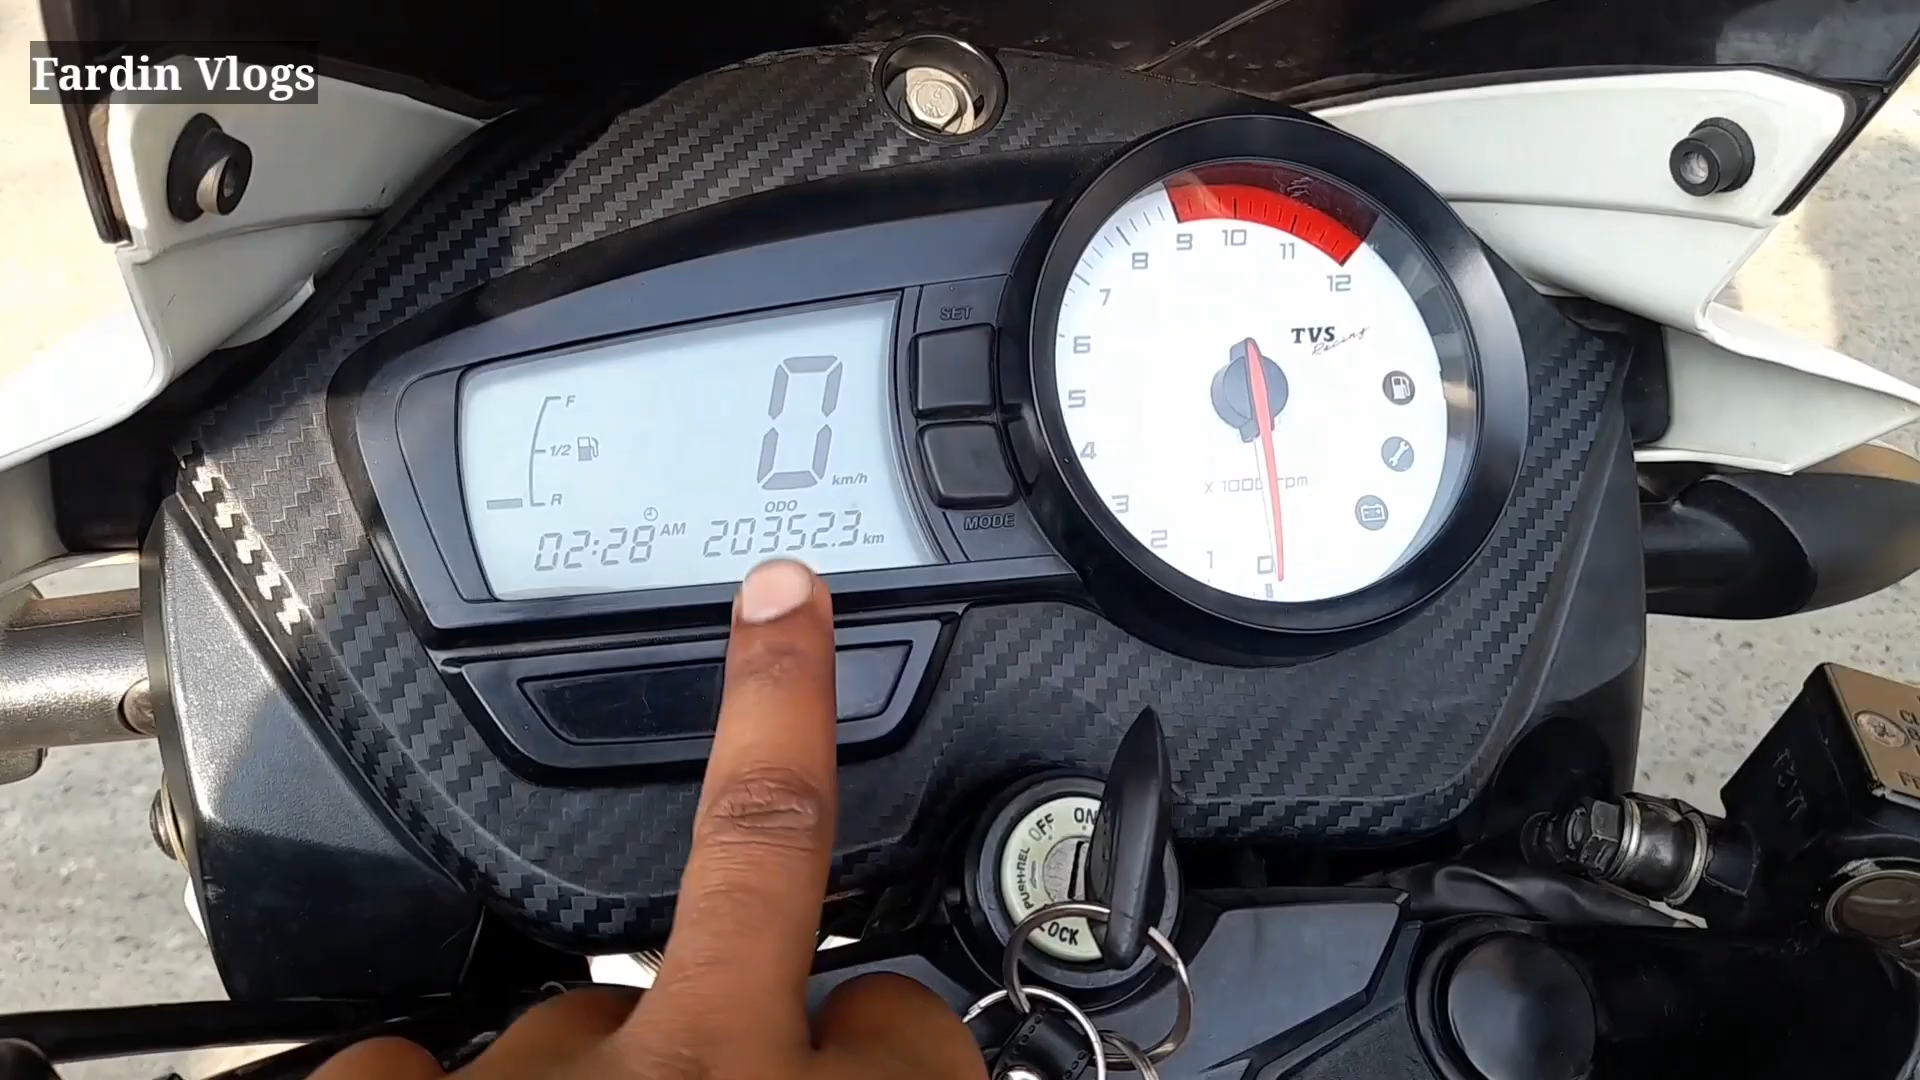 Fardin Vlogs
SET
F
1/2
R
0
km/h
ODO
02:28 AM
20352.3 km
MODE
9 10 11 12
8
7
6
5
4
3
2
1
0
TVS
Racing
X 1000 rpm
OFF
ON
PUSH-REL
LOCK